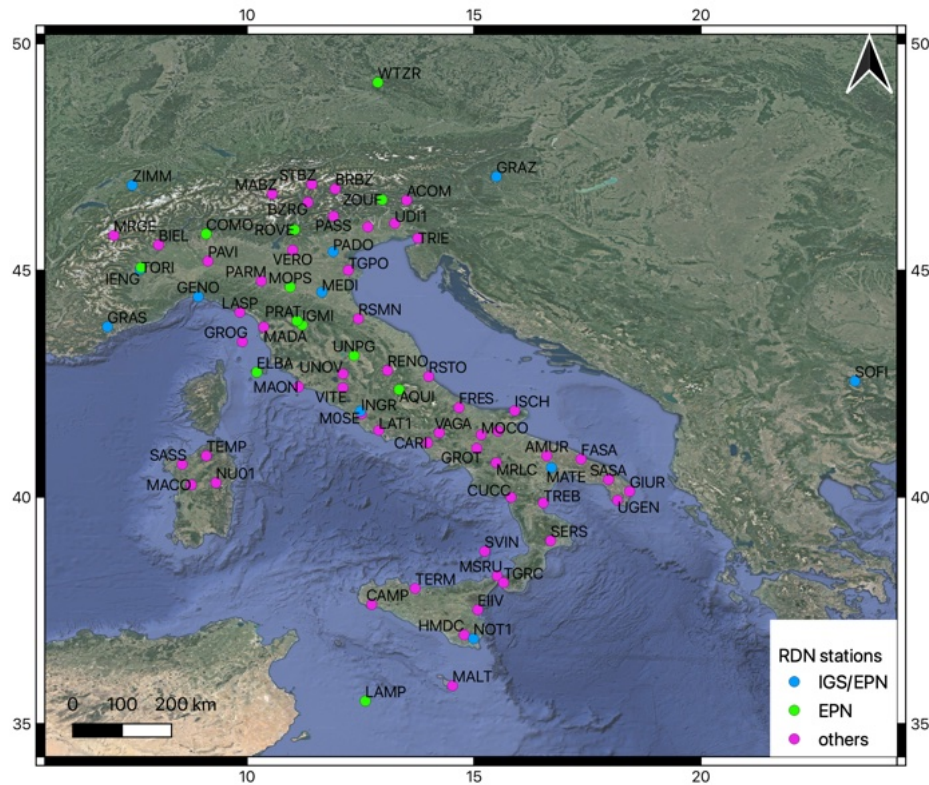 10 15 20
50 50
WTZR
GRAZ
ZIMM
STBZ
MABZ BRBZ
ZOUF ACOM
BZRG
MRGE COMO ROVE PASS UDI1
BIEL TRIE
PAVI VERO PADO
45 TORI 45
IENG PARM MOPS TGPO
GENO MEDI
LASP PRAT IGMI RSMN
GRAS MADA
GROG
UNPG
ELBA UNOV RENO RSTO SOFI
MAON VITE AQUI
INGR FRES ISCH
M0SE LAT1 VAGA MOCO
CARI AMUR FASA
SASS TEMP GROT MRLC MATE SASA
MACO NU01 GIUR
40 CUCC TREB UGEN 40
SERS
SVIN
MSRU
TERM TGRC
CAMP EIIV
HMDC NOT1
MALT
LAMP
RDN stations
IGS/EPN
EPN
others
0 100 200 km
35 35
10 15 20